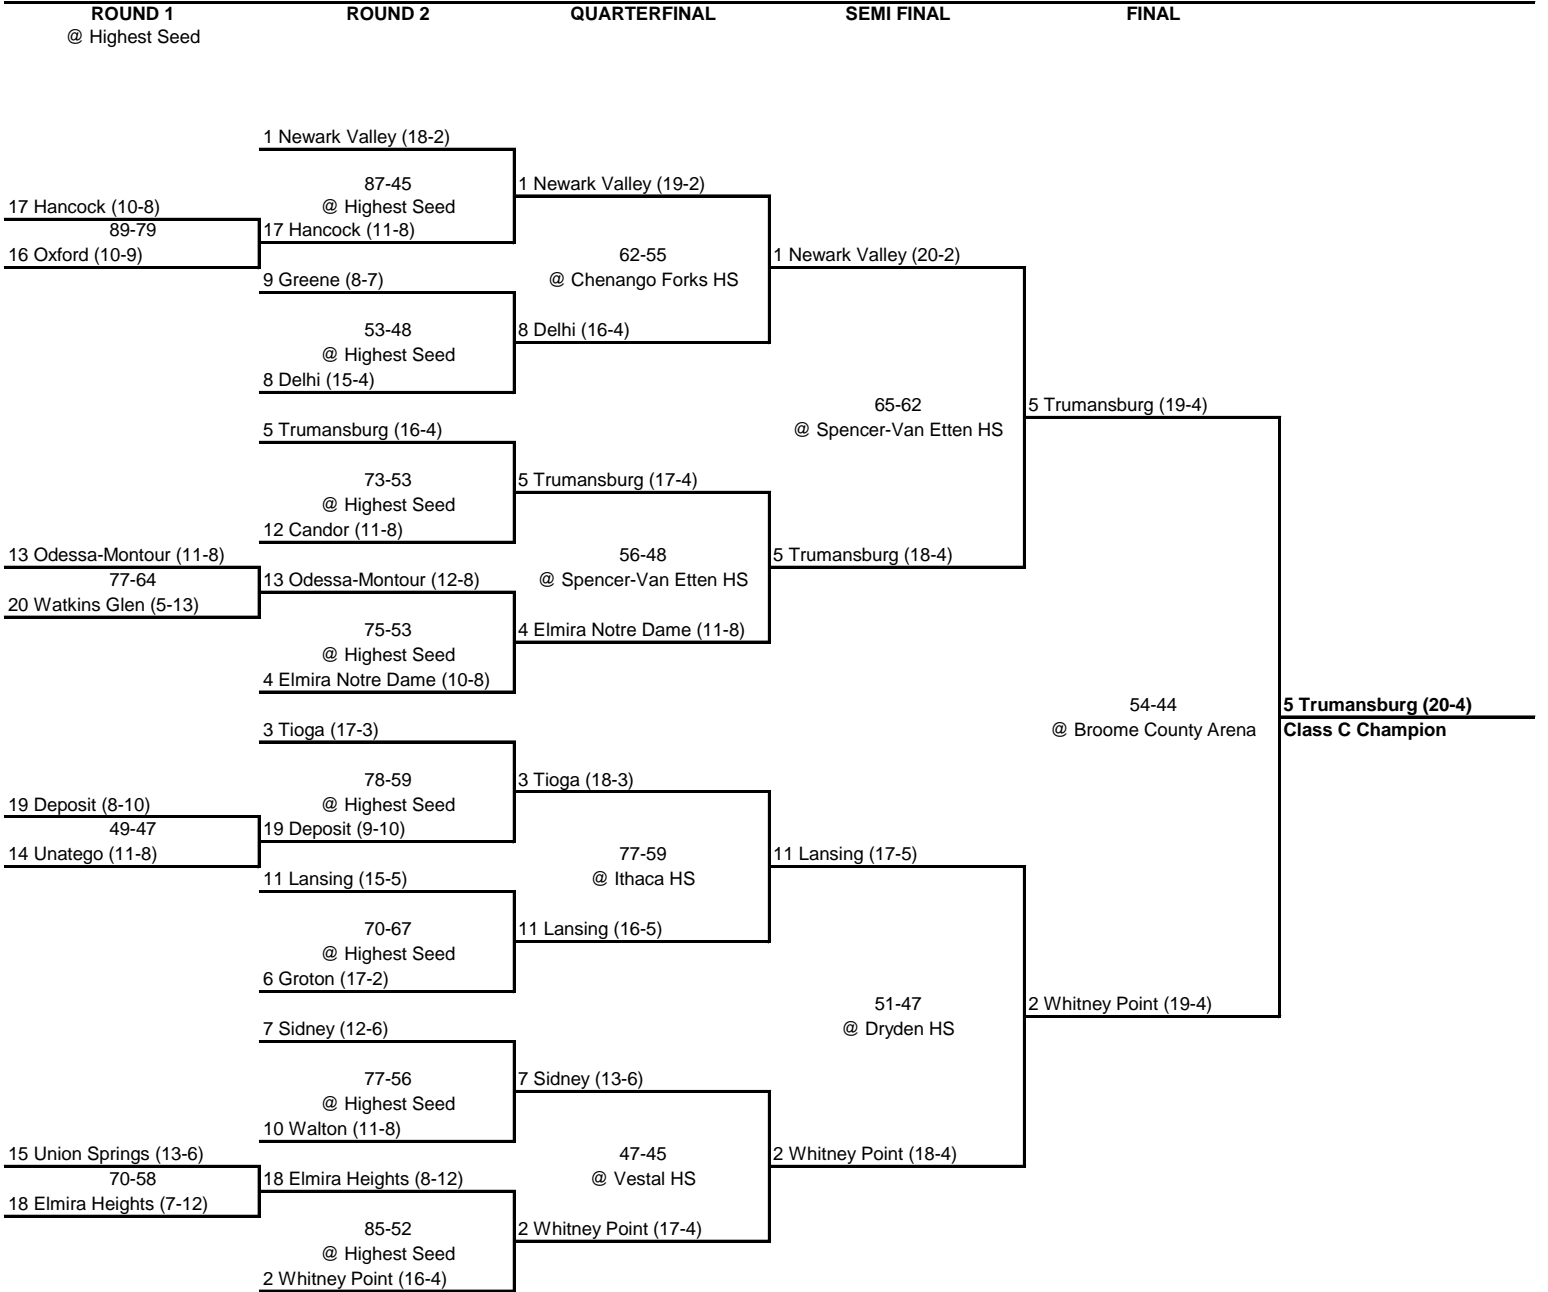 ROUND 1 ROUND 2 QUARTERFINAL SEMI FINAL FINAL
@ Highest Seed
1 Newark Valley (18-2)
87-45 1 Newark Valley (19-2)
17 Hancock (10-8) @ Highest Seed
89-79 17 Hancock (11-8)
16 Oxford (10-9) 62-55 1 Newark Valley (20-2)
9 Greene (8-7) @ Chenango Forks HS
53-48 8 Delhi (16-4)
@ Highest Seed
8 Delhi (15-4)
65-62 5 Trumansburg (19-4)
5 Trumansburg (16-4) @ Spencer-Van Etten HS
73-53 5 Trumansburg (17-4)
@ Highest Seed
12 Candor (11-8)
13 Odessa-Montour (11-8) 56-48 5 Trumansburg (18-4)
77-64 13 Odessa-Montour (12-8) @ Spencer-Van Etten HS
20 Watkins Glen (5-13)
75-53 4 Elmira Notre Dame (11-8)
@ Highest Seed
4 Elmira Notre Dame (10-8)
54-44 5 Trumansburg (20-4)
3 Tioga (17-3) @ Broome County Arena Class C Champion
78-59 3 Tioga (18-3)
19 Deposit (8-10) @ Highest Seed
49-47 19 Deposit (9-10)
14 Unatego (11-8) 77-59 11 Lansing (17-5)
11 Lansing (15-5) @ Ithaca HS
70-67 11 Lansing (16-5)
@ Highest Seed
6 Groton (17-2)
51-47 2 Whitney Point (19-4)
7 Sidney (12-6) @ Dryden HS
77-56 7 Sidney (13-6)
@ Highest Seed
10 Walton (11-8)
15 Union Springs (13-6) 47-45 2 Whitney Point (18-4)
70-58 18 Elmira Heights (8-12) @ Vestal HS
18 Elmira Heights (7-12)
85-52 2 Whitney Point (17-4)
@ Highest Seed
2 Whitney Point (16-4)